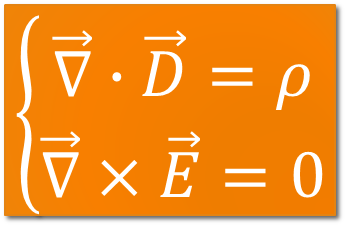 ∇⃗ · D⃗ = ρ
∇⃗ × E⃗ = 0